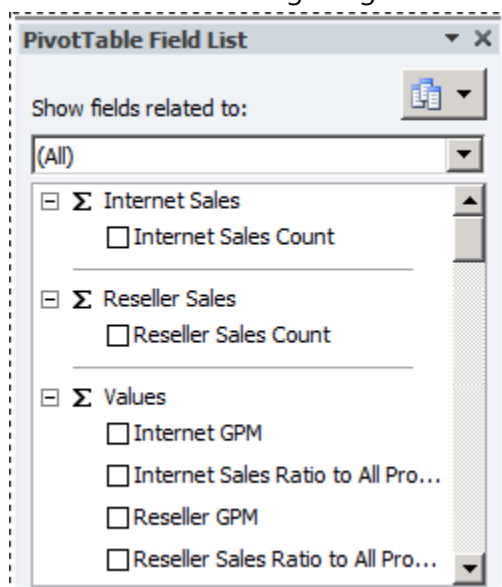 PivotTable Field List
Show fields related to:
(All)
Σ Internet Sales
Internet Sales Count
Σ Reseller Sales
Reseller Sales Count
Σ Values
Internet GPM
Internet Sales Ratio to All Pro...
Reseller GPM
Reseller Sales Ratio to All Pro...